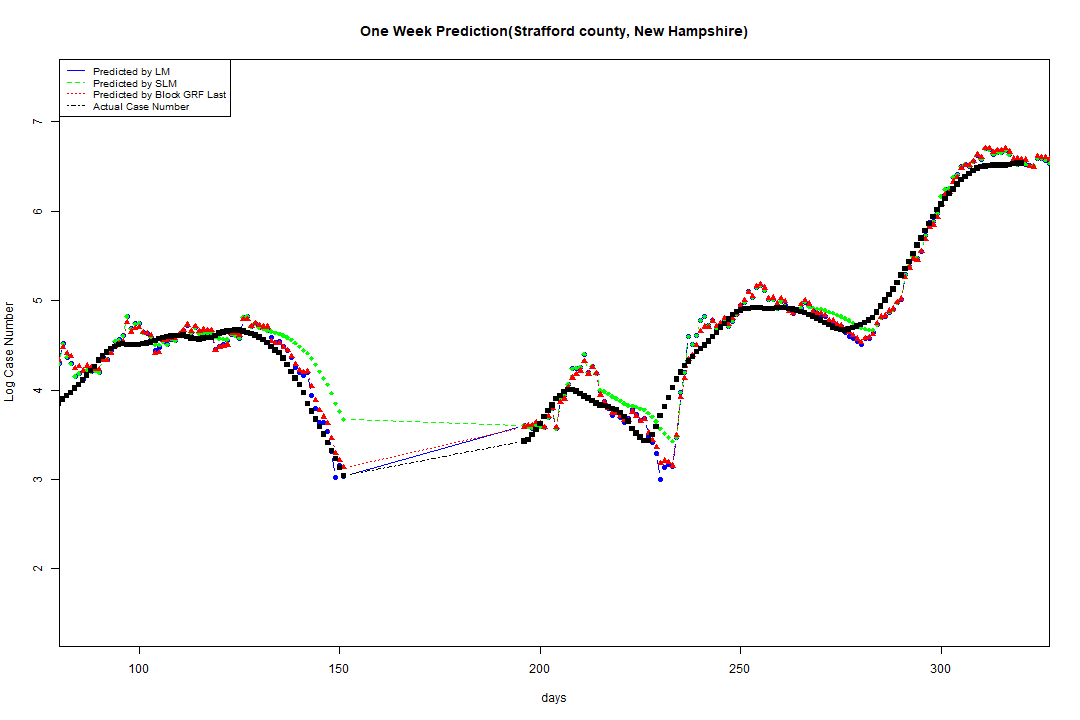 One Week Prediction(Strafford county, New Hampshire)
Predicted by LM
Predicted by SLM
Predicted by Block GRF Last
Actual Case Number
7
6
5
4
3
2
Log Case Number
100 150 200 250 300
days